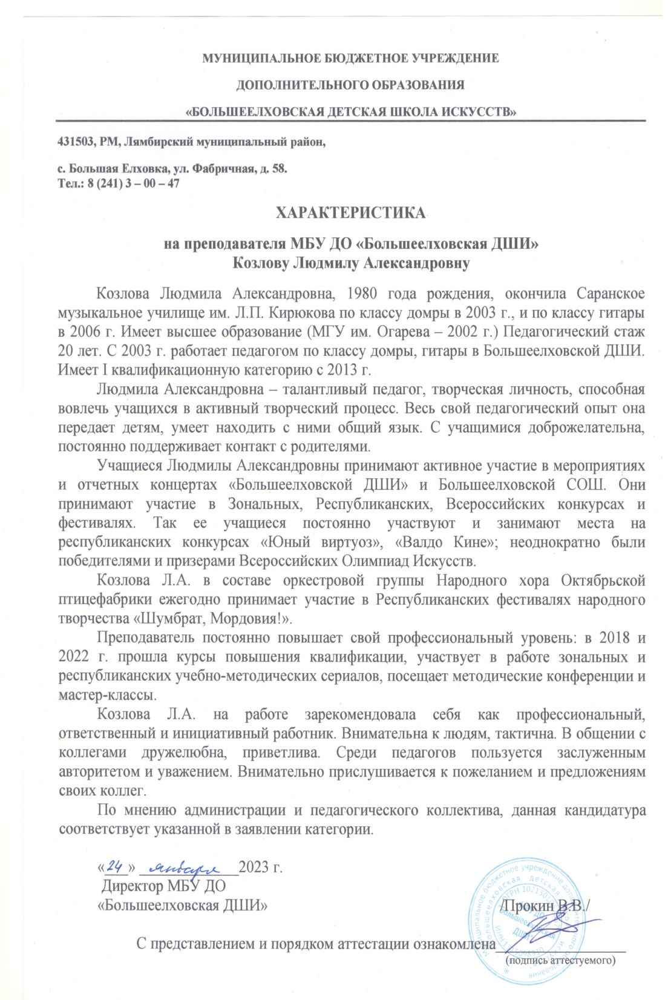 МУНИЦИПАЛЬНОЕ БЮДЖЕТНОЕ УЧРЕЖДЕНИЕ
ДОПОЛНИТЕЛЬНОГО ОБРАЗОВАНИЯ
«БОЛЬШЕЕЛХОВСКАЯ ДЕТСКАЯ ШКОЛА ИСКУССТВ»
431503, РМ, Лямбирский муниципальный район,
с. Большая Елховка, ул. Фабричная, д. 58.
Тел.: 8 (241) 3 – 00 – 47
ХАРАКТЕРИСТИКА
на преподавателя МБУ ДО «Большеелховская ДШИ»
Козлову Людмилу Александровну
Козлова Людмила Александровна, 1980 года рождения, окончила Саранское
музыкальное училище им. Л.П. Кирюкова по классу домры в 2003 г., и по классу гитары
в 2006 г. Имеет высшее образование (МГУ им. Огарева – 2002 г.) Педагогический стаж
20 лет. С 2003 г. работает педагогом по классу домры, гитары в Большеелховской ДШИ.
Имеет I квалификационную категорию с 2013 г.
Людмила Александровна – талантливый педагог, творческая личность, способная
вовлечь учащихся в активный творческий процесс. Весь свой педагогический опыт она
передает детям, умеет находить с ними общий язык. С учащимися доброжелательна,
постоянно поддерживает контакт с родителями.
Учащиеся Людмилы Александровны принимают активное участие в мероприятиях
и отчетных концертах «Большеелховской ДШИ» и Большеелховской СОШ. Они
принимают участие в Зональных, Республиканских, Всероссийских конкурсах и
фестивалях. Так ее учащиеся постоянно участвуют и занимают места на
республиканских конкурсах «Юный виртуоз», «Валдо Кине»; неоднократно были
победителями и призерами Всероссийских Олимпиад Искусств.
Козлова Л.А. в составе оркестровой группы Народного хора Октябрьской
птицефабрики ежегодно принимает участие в Республиканских фестивалях народного
творчества «Шумбрат, Мордовия!».
Преподаватель постоянно повышает свой профессиональный уровень: в 2018 и
2022 г. прошла курсы повышения квалификации, участвует в работе зональных и
республиканских учебно-методических сериалов, посещает методические конференции и
мастер-классы.
Козлова Л.А. на работе зарекомендовала себя как профессиональный,
ответственный и инициативный работник. Внимательна к людям, тактична. В общении с
коллегами дружелюбна, приветлива. Среди педагогов пользуется заслуженным
авторитетом и уважением. Внимательно прислушивается к пожеланием и предложениям
своих коллег.
По мнению администрации и педагогического коллектива, данная кандидатура
соответствует указанной в заявлении категории.
«24» января 2023 г.
Директор МБУ ДО
«Большеелховская ДШИ» /Прокин В.В./
С представлением и порядком аттестации ознакомлена
(подпись аттестуемого)
Муниципальное бюджетное учреждение дополнительного образования
Большеелховская детская
МБУ ДО
"Большеелховская
ДШИ"